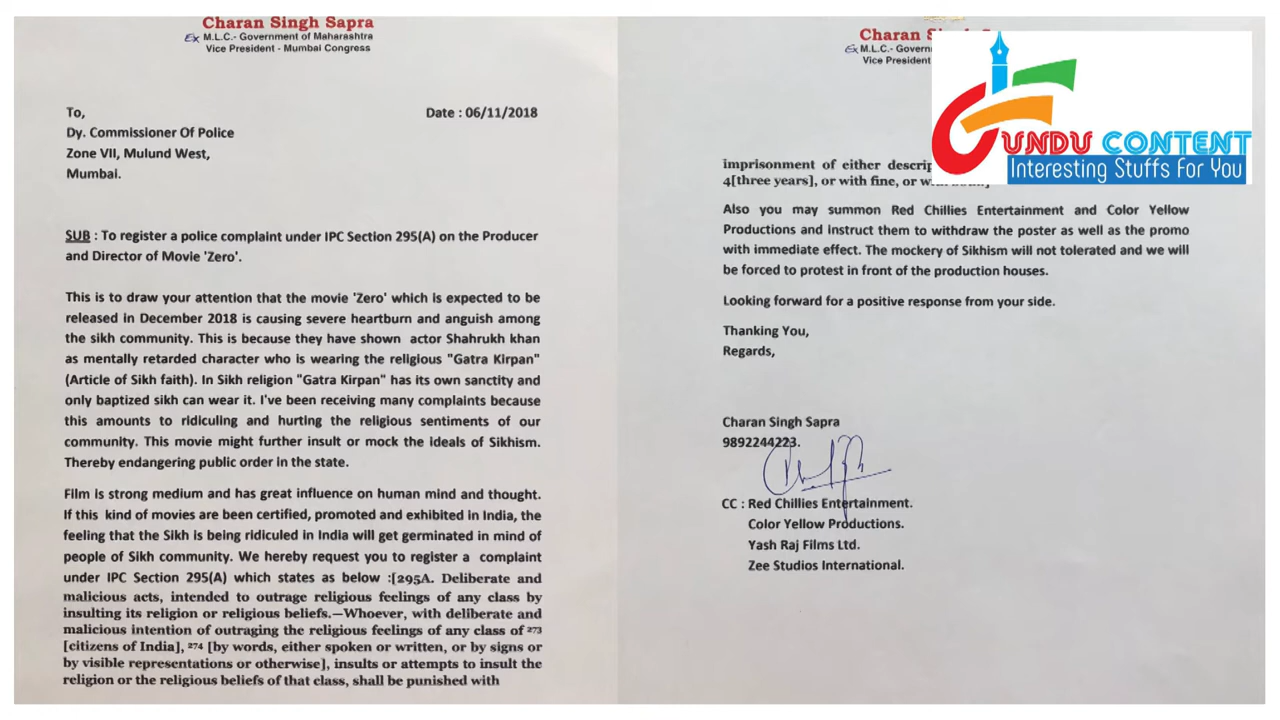 Charan Singh Sapra
Ex M.L.C.- Government of Maharashtra
Vice President - Mumbai Congress
To,
Date : 06/11/2018
Dy. Commissioner Of Police
Zone VII, Mulund West,
Mumbai.
SUB : To register a police complaint under IPC Section 295(A) on the Producer
and Director of Movie 'Zero'.
This is to draw your attention that the movie 'Zero' which is expected to be
released in December 2018 is causing severe heartburn and anguish among
the sikh community. This is because they have shown actor Shahrukh khan
as mentally retarded character who is wearing the religious "Gatra Kirpan"
(Article of Sikh faith). In Sikh religion "Gatra Kirpan" has its own sanctity and
only baptized sikh can wear it. I've been receiving many complaints because
this amounts to ridiculing and hurting the religious sentiments of our
community. This movie might further insult or mock the ideals of Sikhism.
Thereby endangering public order in the state.
Film is strong medium and has great influence on human mind and thought.
If this kind of movies are been certified, promoted and exhibited in India, the
feeling that the Sikh is being ridiculed in India will get germinated in mind of
people of Sikh community. We hereby request you to register a complaint
under IPC Section 295(A) which states as below :[295A. Deliberate and
malicious acts, intended to outrage religious feelings of any class by
insulting its religion or religious beliefs.—Whoever, with deliberate and
malicious intention of outraging the religious feelings of any class of 273
[citizens of India], 274 [by words, either spoken or written, or by signs or
by visible representations or otherwise], insults or attempts to insult the
religion or the religious beliefs of that class, shall be punished with
Charan
Ex M.L.C.- Govern
Vice President
GUNDU CONTENT
Interesting Stuffs For You
imprisonment of either descrip
4[three years], or with fine, or
Also you may summon Red Chillies Entertainment and Color Yellow
Productions and Instruct them to withdraw the poster as well as the promo
with immediate effect. The mockery of Sikhism will not tolerated and we will
be forced to protest in front of the production houses.
Looking forward for a positive response from your side.
Thanking You,
Regards,
Charan Singh Sapra
9892244223.
CC : Red Chillies Entertainment.
Color Yellow Productions.
Yash Raj Films Ltd.
Zee Studios International.